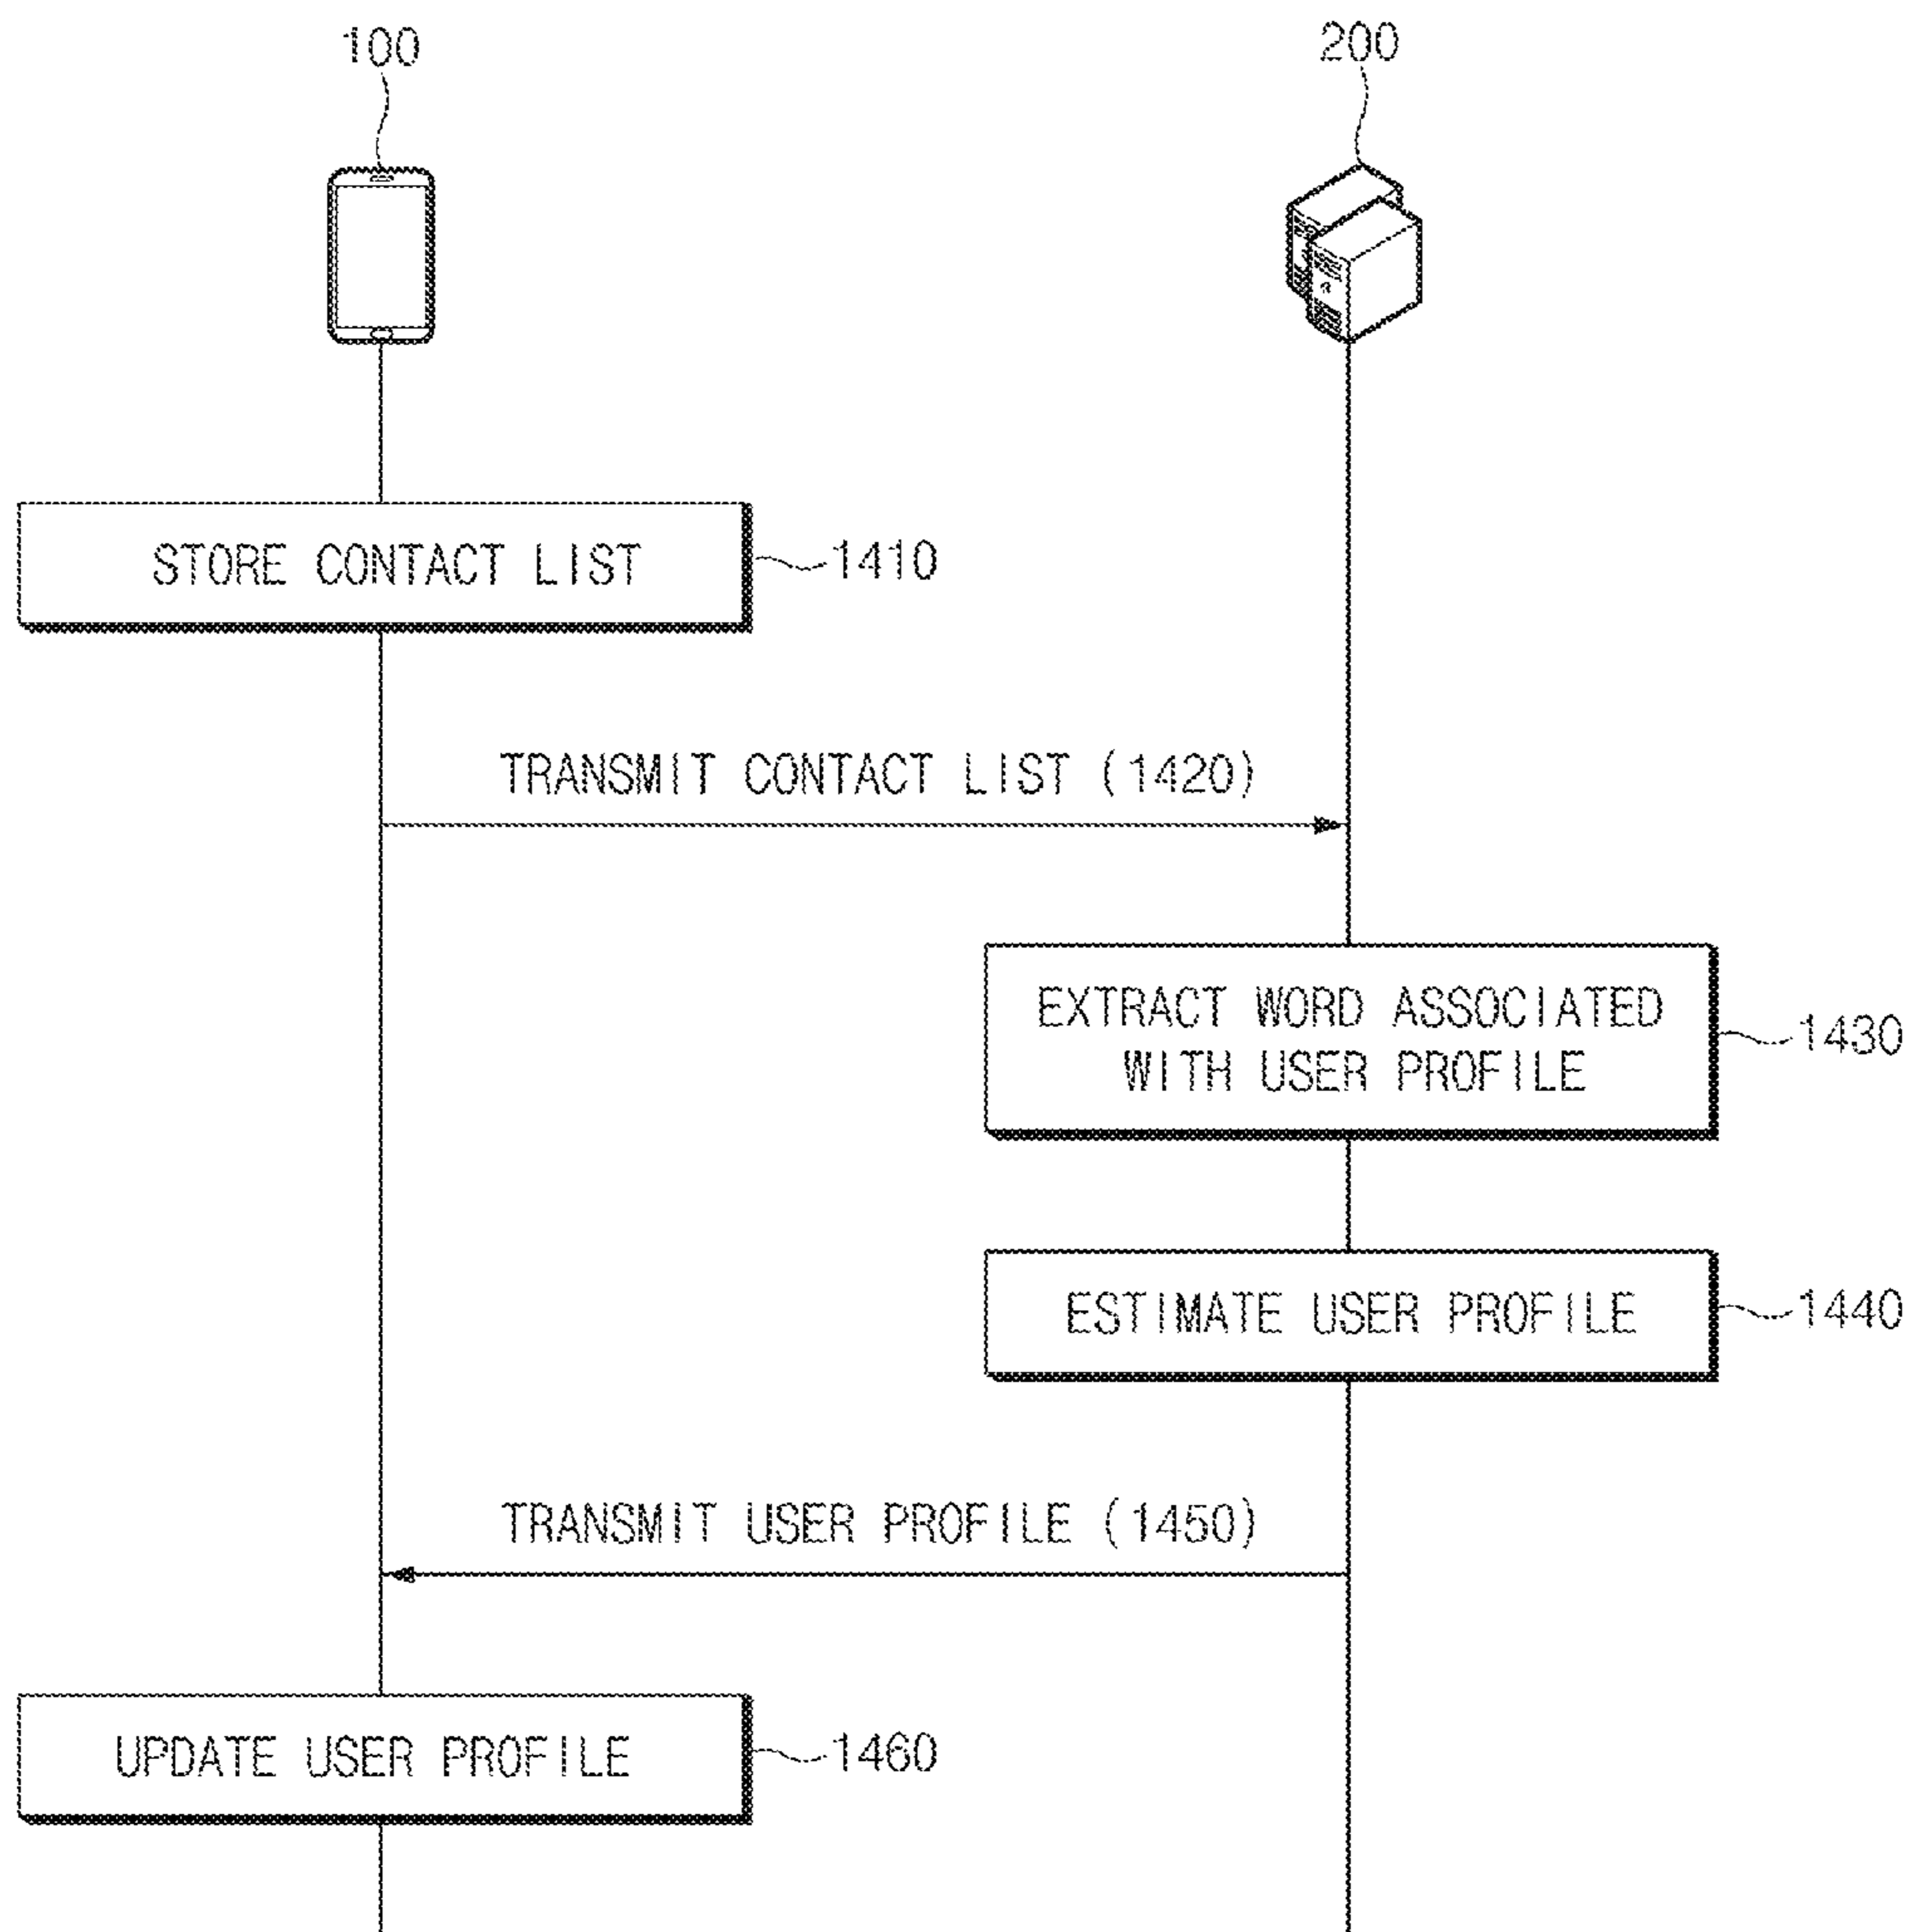 100
200
STORE CONTACT LIST
1410
TRANSMIT CONTACT LIST (1420)
EXTRACT WORD ASSOCIATED
WITH USER PROFILE
1430
ESTIMATE USER PROFILE
1440
TRANSMIT USER PROFILE (1450)
UPDATE USER PROFILE
1460